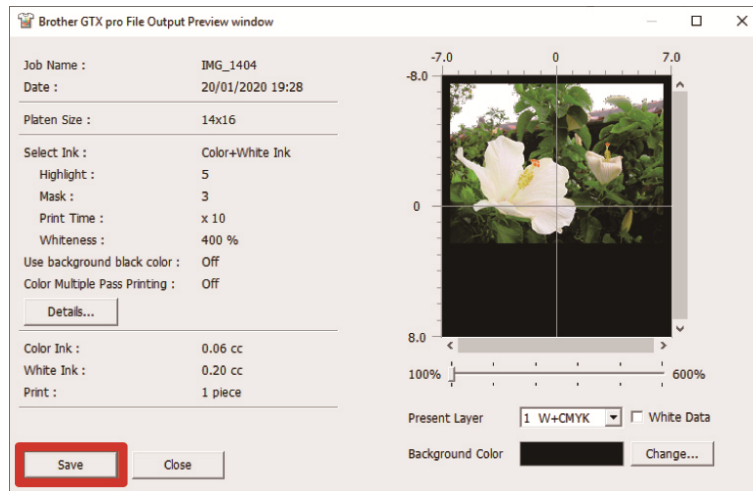 Brother GTX pro File Output Preview window
Job Name : IMG_1404
Date : 20/01/2020 19:28
Platen Size : 14x16
Select Ink : Color+White Ink
Highlight : 5
Mask : 3
Print Time : x 10
Whiteness : 400 %
Use background black color : Off
Color Multiple Pass Printing : Off
Details...
Color Ink : 0.06 cc
White Ink : 0.20 cc
Print : 1 piece
Save Close
-7.0 0 7.0
-8.0
0
8.0
100% 600%
Present Layer 1 W+CMYK White Data
Background Color Change...